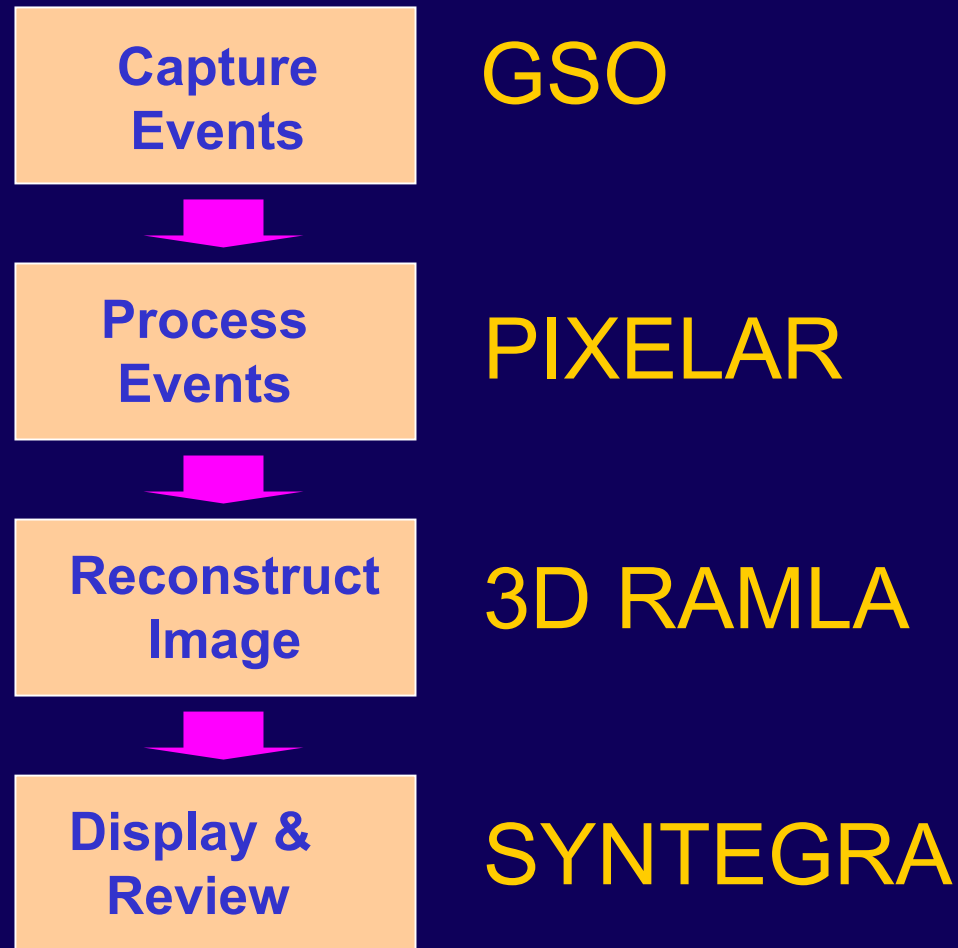 Capture
Events
GSO
Process
Events
PIXELAR
Reconstruct
Image
3D RAMLA
Display &
Review
SYNTEGRA